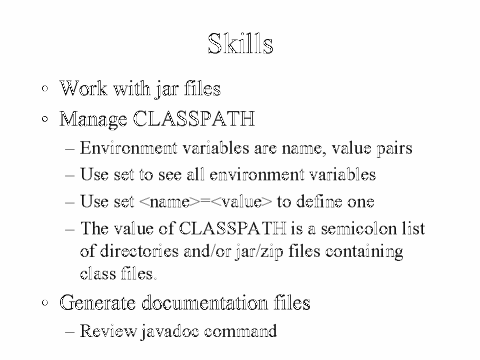 Skills
◦ Work with jar files
◦ Manage CLASSPATH
– Environment variables are name, value pairs
– Use set to see all environment variables
– Use set <name>=<value> to define one
– The value of CLASSPATH is a semicolon list
of directories and/or jar/zip files containing
class files.
◦ Generate documentation files
– Review javadoc command